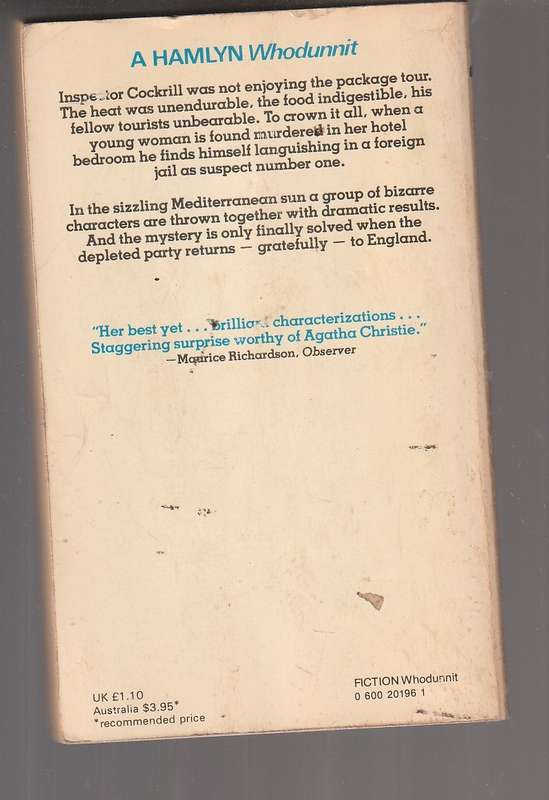 A HAMLYN Whodunnit
Inspector Cockrill was not enjoying the package tour.
The heat was unendurable, the food indigestible, his
fellow tourists unbearable. To crown it all, when a
young woman is found murdered in her hotel
bedroom he finds himself languishing in a foreign
jail as suspect number one.
In the sizzling Mediterranean sun a group of bizarre
characters are thrown together with dramatic results.
And the mystery is only finally solved when the
depleted party returns — gratefully — to England.
"Her best yet . . . brilliant characterizations . . .
Staggering surprise worthy of Agatha Christie."
—Maurice Richardson, Observer
UK £1.10
Australia $3.95*
*recommended price
FICTION Whodunnit
0 600 20196 1